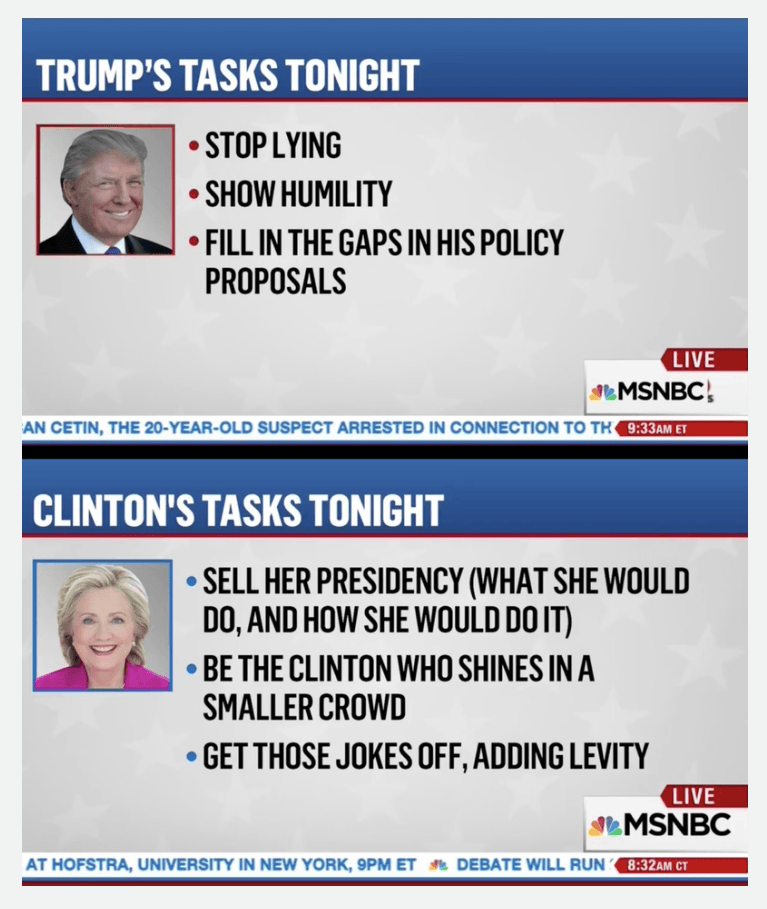 TRUMP'S TASKS TONIGHT
• STOP LYING
• SHOW HUMILITY
• FILL IN THE GAPS IN HIS POLICY
PROPOSALS
LIVE
MSNBC
AN CETIN, THE 20-YEAR-OLD SUSPECT ARRESTED IN CONNECTION TO TH
9:33AM ET
CLINTON'S TASKS TONIGHT
• SELL HER PRESIDENCY (WHAT SHE WOULD
DO, AND HOW SHE WOULD DO IT)
• BE THE CLINTON WHO SHINES IN A
SMALLER CROWD
• GET THOSE JOKES OFF, ADDING LEVITY
LIVE
MSNBC
AT HOFSTRA, UNIVERSITY IN NEW YORK, 9PM ET DEBATE WILL RUN
8:32AM CT